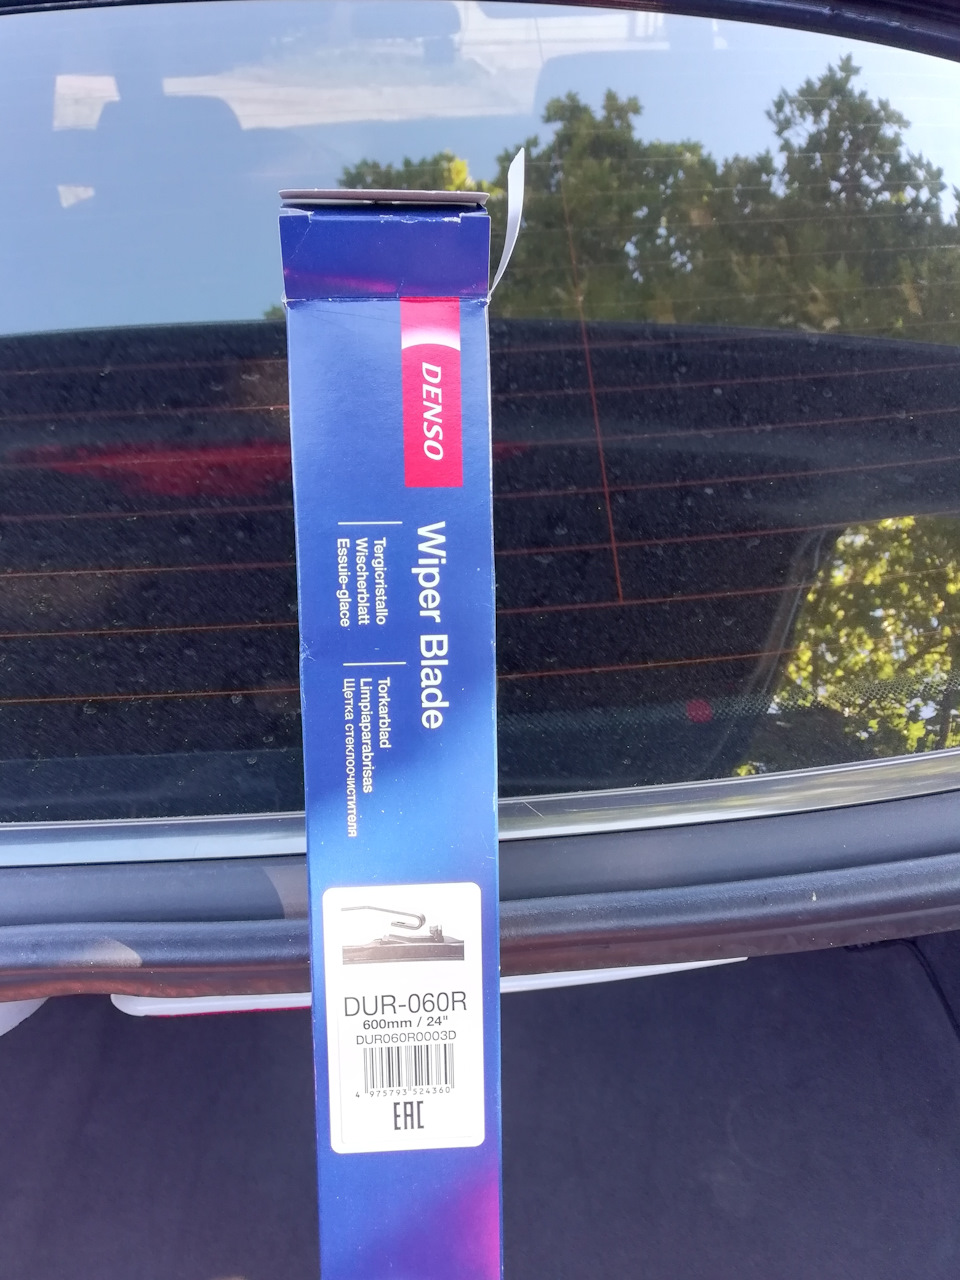 DENSO
Wiper Blade
Tergicristallo
Wischerblatt
Essuie-glace
Torkarblad
Limpiaparabrisas
Щетка стеклоочистителя
DUR-060R
600mm / 24"
DUR060R0003D
4 975793 524360
EAC